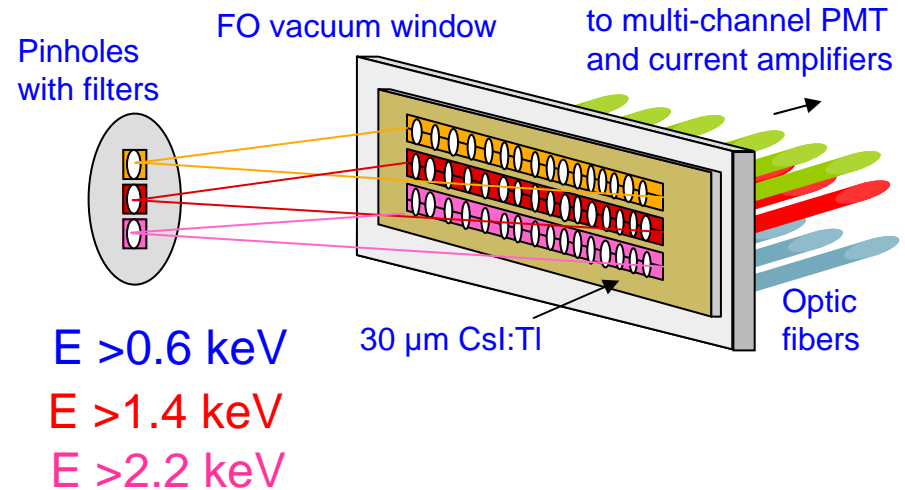 Pinholes
with filters
FO vacuum window
to multi-channel PMT
and current amplifiers
30 µm CsI:Tl
Optic
fibers
E >0.6 keV
E >1.4 keV
E >2.2 keV